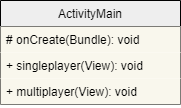 ActivityMain
# onCreate(Bundle): void
+ singleplayer(View): void
+ multiplayer(View): void